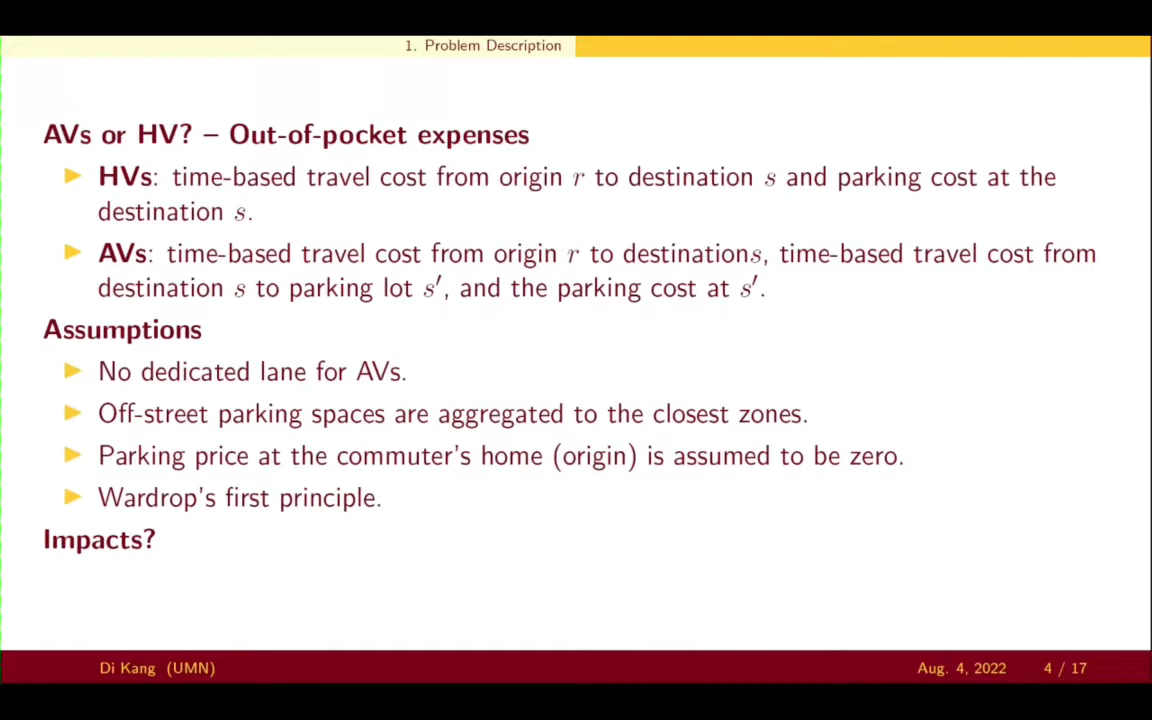 1. Problem Description
AVs or HV? – Out-of-pocket expenses
HVs: time-based travel cost from origin r to destination s and parking cost at the
destination s.
AVs: time-based travel cost from origin r to destinations, time-based travel cost from
destination s to parking lot s′, and the parking cost at s′.
Assumptions
No dedicated lane for AVs.
Off-street parking spaces are aggregated to the closest zones.
Parking price at the commuter's home (origin) is assumed to be zero.
Wardrop's first principle.
Impacts?
Di Kang (UMN) Aug. 4, 2022 4 / 17